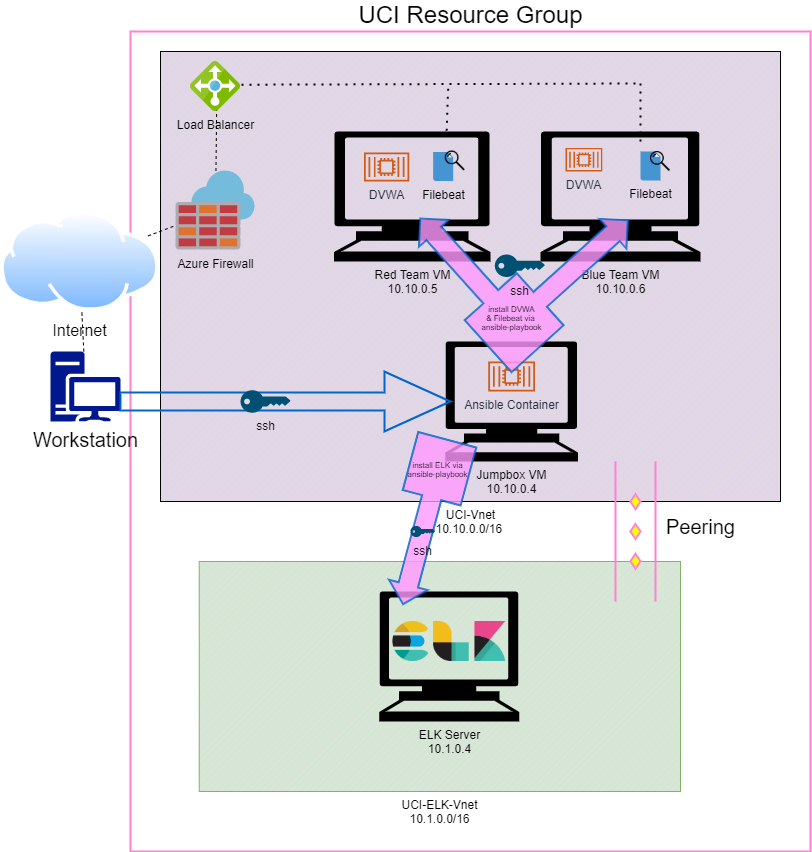 UCI Resource Group
Load Balancer
DVWA
Filebeat
DVWA
Filebeat
Azure Firewall
Red Team VM
10.10.0.5
ssh
Blue Team VM
10.10.0.6
install DVWA
& Filebeat via
ansible-playbook
Internet
Ansible Container
ssh
Workstation
install ELK via
ansible-playbook
Jumpbox VM
10.10.0.4
UCI-Vnet
10.10.0.0/16
Peering
ssh
ELK
ELK Server
10.1.0.4
UCI-ELK-Vnet
10.1.0.0/16